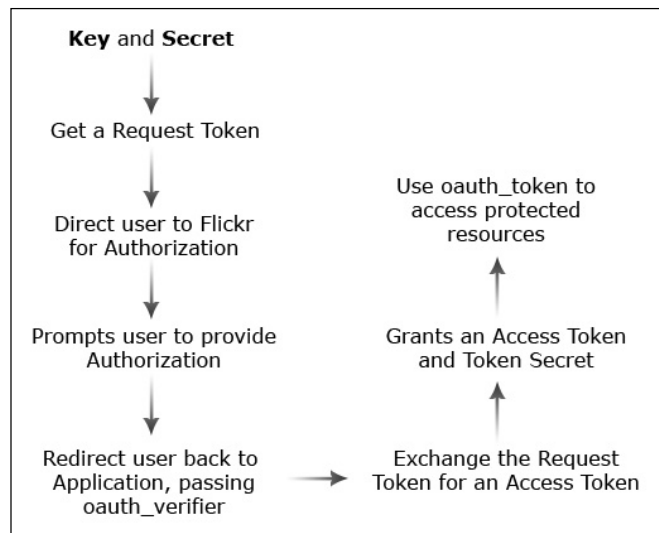 Key and Secret
Get a Request Token
Direct user to Flickr
for Authorization
Prompts user to provide
Authorization
Redirect user back to
Application, passing
oauth_verifier
Exchange the Request
Token for an Access Token
Grants an Access Token
and Token Secret
Use oauth_token to
access protected
resources